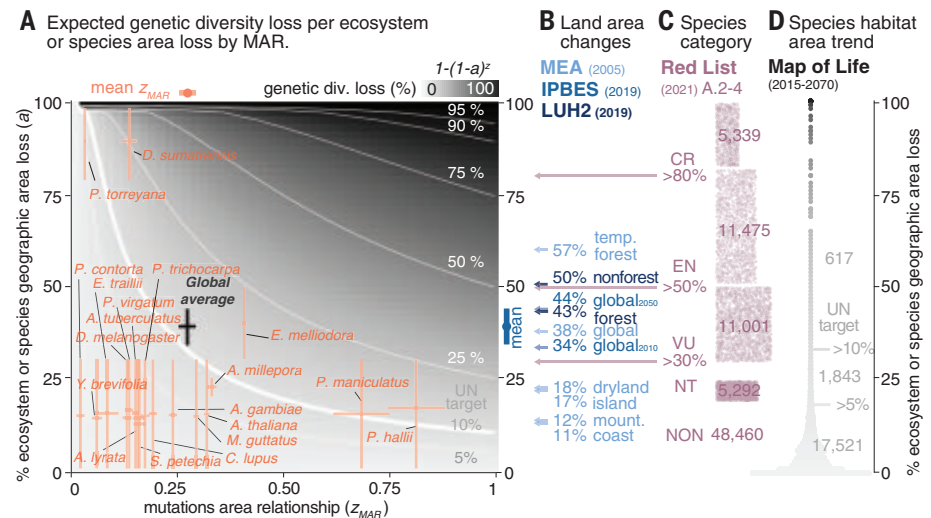 A Expected genetic diversity loss per ecosystem
or species area loss by MAR.
1-(1-a)ᶻ
mean zMAR
genetic div. loss (%) 0 100
% ecosystem or species geographic area loss (a)
100
75
50
25
0
95 %
90 %
75 %
50 %
25 %
UN
target
10%
5%
D. sumatrensis
P. torreyana
P. contorta
P. trichocarpa
E. traillii
Global
average
P. virgatum
A. tuberculatus
D. melanogaster
E. melliodora
A. millepora
Y. brevifolia
P. maniculatus
A. gambiae
A. thaliana
M. guttatus
P. hallii
A. lyrata
S. petechia
C. lupus
0
0.25
0.50
0.75
1
mutations area relationship (zMAR)
B Land area
changes
MEA (2005)
IPBES (2019)
LUH2 (2019)
100
75
50
25
0
mean
57% temp.
forest
50% nonforest
44% global2050
43% forest
38% global
34% global2010
18% dryland
17% island
12% mount.
11% coast
C Species
category
Red List
(2021) A.2-4
5,339
CR
>80%
11,475
EN
>50%
11,001
VU
>30%
NT
5,292
NON 48,460
D Species habitat
area trend
Map of Life
(2015-2070)
617
UN
target
>10%
1,843
>5%
17,521
100
75
50
25
0
% ecosystem or species geographic area loss